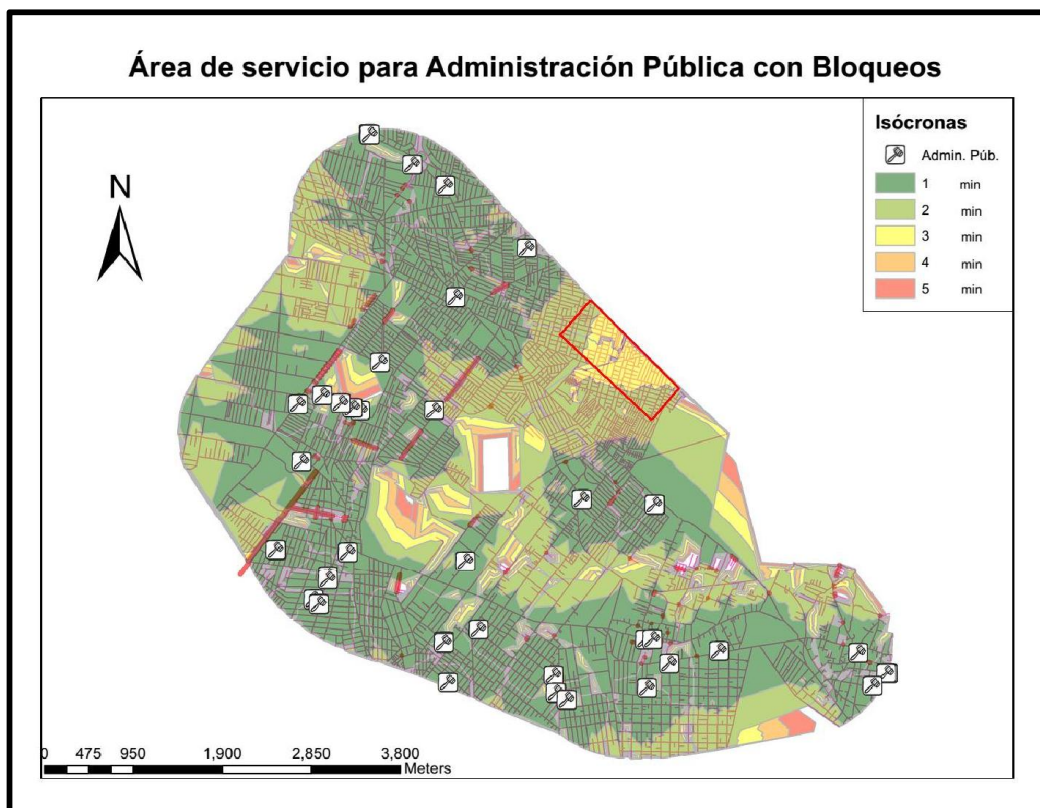 Área de servicio para Administración Pública con Bloqueos
Isócronas
Admin. Púb.
1 min
2 min
3 min
4 min
5 min
N
0 475 950 1,900 2,850 3,800
Meters